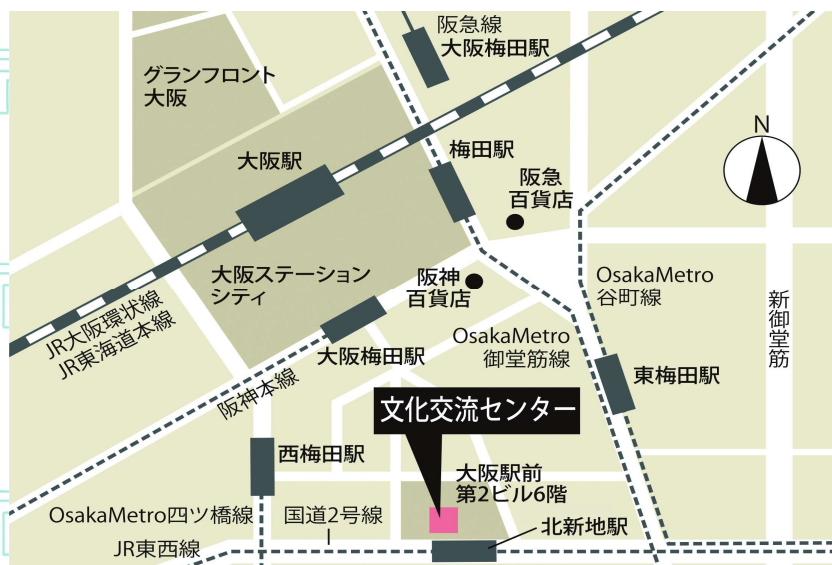 阪急線
大阪梅田駅
グランフロント
大阪
N
大阪駅
梅田駅
阪急
百貨店
大阪ステーション
シティ
阪神
百貨店
OsakaMetro
谷町線
新御堂筋
JR大阪環状線
JR東海道本線
大阪梅田駅
OsakaMetro
御堂筋線
東梅田駅
阪神本線
文化交流センター
西梅田駅
大阪駅前
第2ビル6階
OsakaMetro四ツ橋線
国道2号線
北新地駅
JR東西線